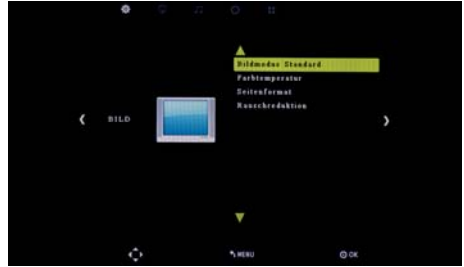 Bildmodus Standard
Farbtemperatur
Seitenformat
BILD
Rauschreduktion
MENU
OK